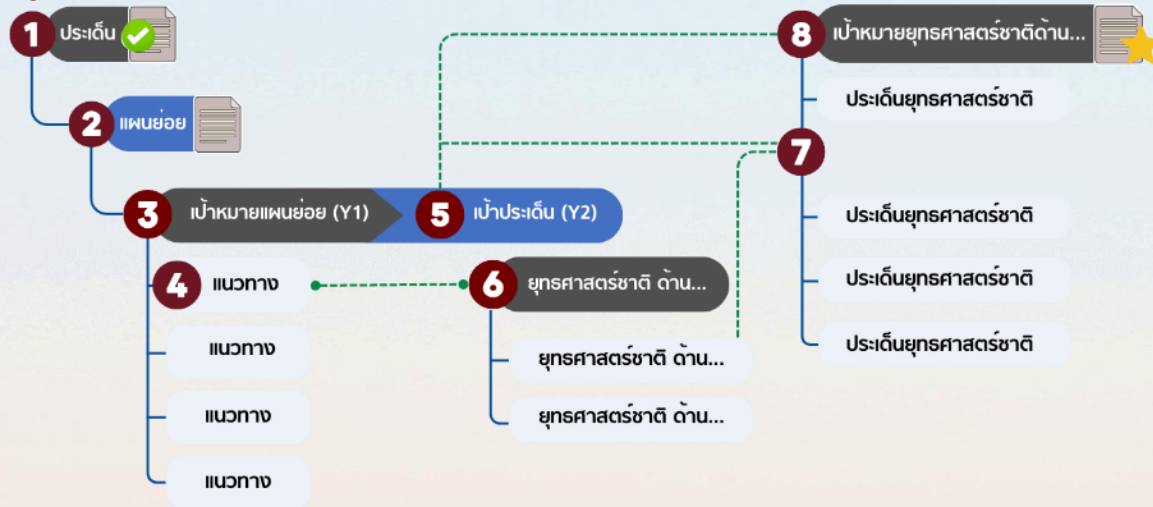 1 ประเด็น
2 แผนย่อย
3 เป้าหมายแผนย่อย (Y1)
5 เป้าประเด็น (Y2)
4 แนวทาง
แนวทาง
แนวทาง
แนวทาง
6 ยุทธศาสตร์ชาติ ด้าน...
ยุทธศาสตร์ชาติ ด้าน...
ยุทธศาสตร์ชาติ ด้าน...
8 เป้าหมายยุทธศาสตร์ชาติด้าน...
ประเด็นยุทธศาสตร์ชาติ
7
ประเด็นยุทธศาสตร์ชาติ
ประเด็นยุทธศาสตร์ชาติ
ประเด็นยุทธศาสตร์ชาติ